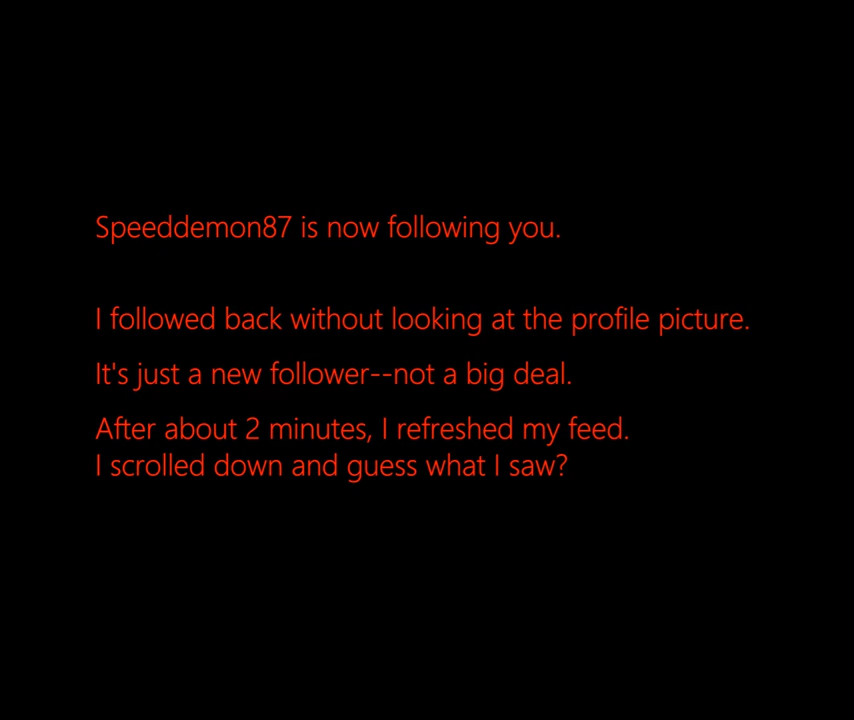 Speeddemon87 is now following you.
I followed back without looking at the profile picture.
It's just a new follower--not a big deal.
After about 2 minutes, I refreshed my feed.
I scrolled down and guess what I saw?